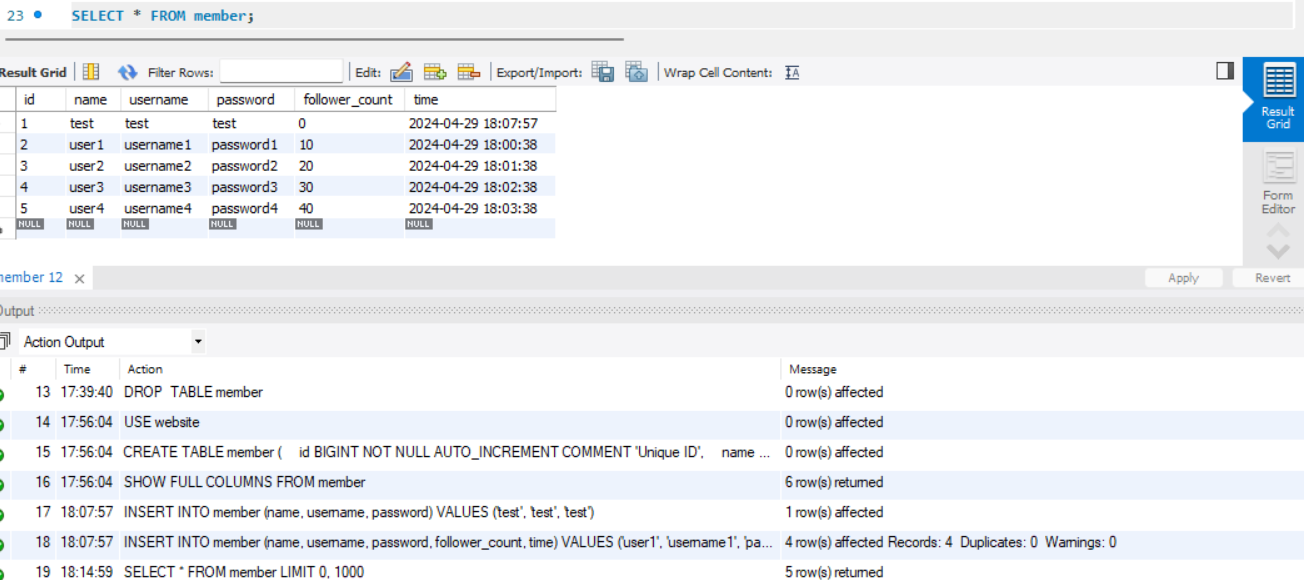 23 SELECT * FROM member;
Result Grid Filter Rows: Edit: Export/Import: Wrap Cell Content: IA
id name username password follower_count time
1 test test test 0 2024-04-29 18:07:57
2 user1 username1 password1 10 2024-04-29 18:00:38
3 user2 username2 password2 20 2024-04-29 18:01:38
4 user3 username3 password3 30 2024-04-29 18:02:38
5 user4 username4 password4 40 2024-04-29 18:03:38
NULL NULL NULL NULL NULL NULL
Result
Grid
Form
Editor
member 12 Apply Revert
Output
Action Output
# Time Action Message
13 17:39:40 DROP TABLE member 0 row(s) affected
14 17:56:04 USE website 0 row(s) affected
15 17:56:04 CREATE TABLE member ( id BIGINT NOT NULL AUTO_INCREMENT COMMENT 'Unique ID', name ... 0 row(s) affected
16 17:56:04 SHOW FULL COLUMNS FROM member 6 row(s) returned
17 18:07:57 INSERT INTO member (name, username, password) VALUES ('test', 'test', 'test') 1 row(s) affected
18 18:07:57 INSERT INTO member (name, username, password, follower_count, time) VALUES ('user1', 'username1', 'pa... 4 row(s) affected Records: 4 Duplicates: 0 Warnings: 0
19 18:14:59 SELECT * FROM member LIMIT 0, 1000 5 row(s) returned